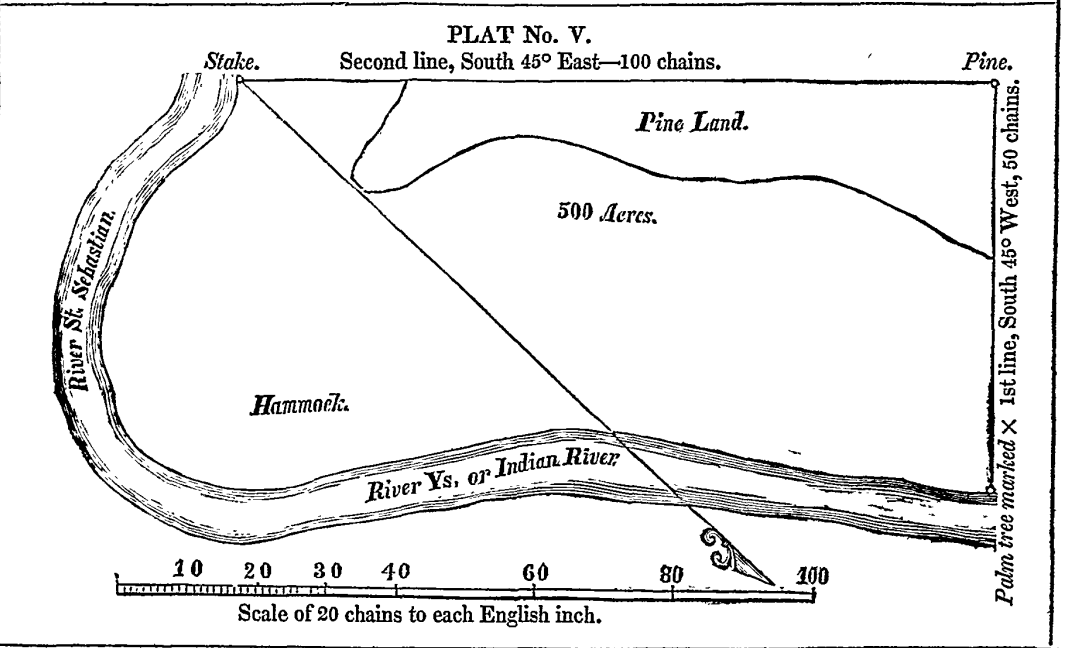 PLAT No. V.
Stake.
Second line, South 45° East—100 chains.
Pine.
Pine Land.
500 Acres.
1st line, South 45° West, 50 chains.
Palm tree marked ×
River St. Sebastian.
Hammock.
River Ys, or Indian River.
10 20 30 40 60 80 100
Scale of 20 chains to each English inch.